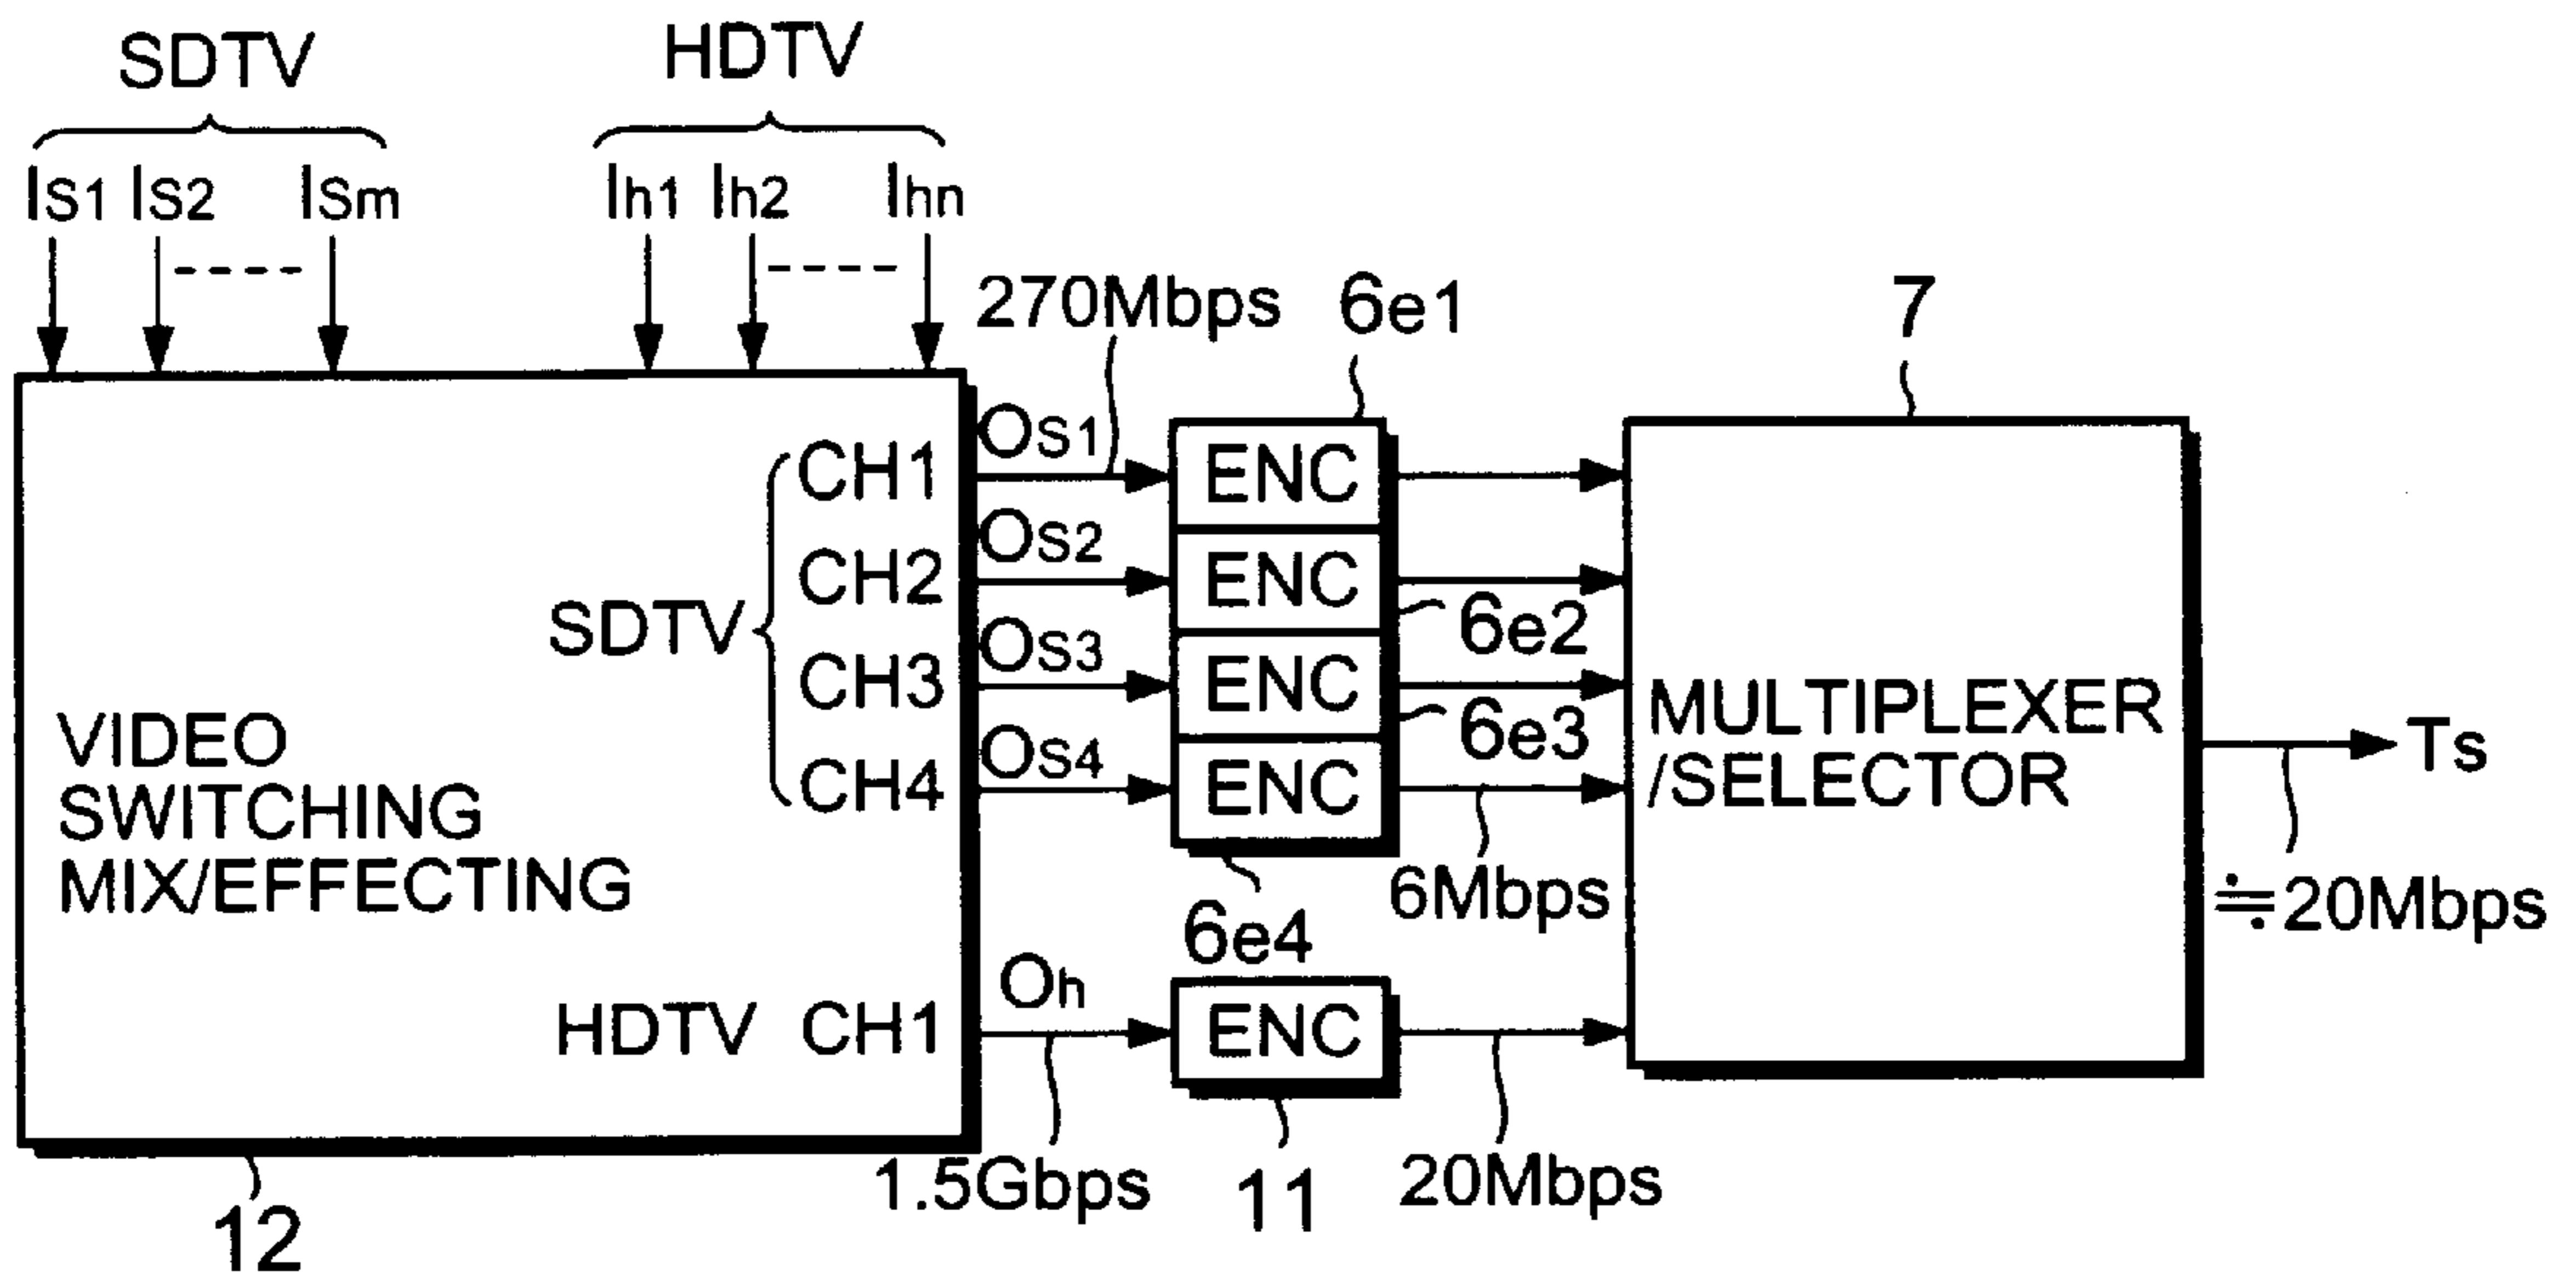 SDTV
HDTV
IS1 IS2 ISm
Ih1 Ih2 Ihn
270Mbps
6e1
7
OS1
CH1
ENC
OS2
CH2
ENC
6e2
SDTV
OS3
CH3
ENC
6e3
OS4
CH4
ENC
6Mbps
6e4
VIDEO
SWITCHING
MIX/EFFECTING
MULTIPLEXER
/SELECTOR
Ts
≒20Mbps
HDTV CH1
Oh
ENC
1.5Gbps
11
20Mbps
12